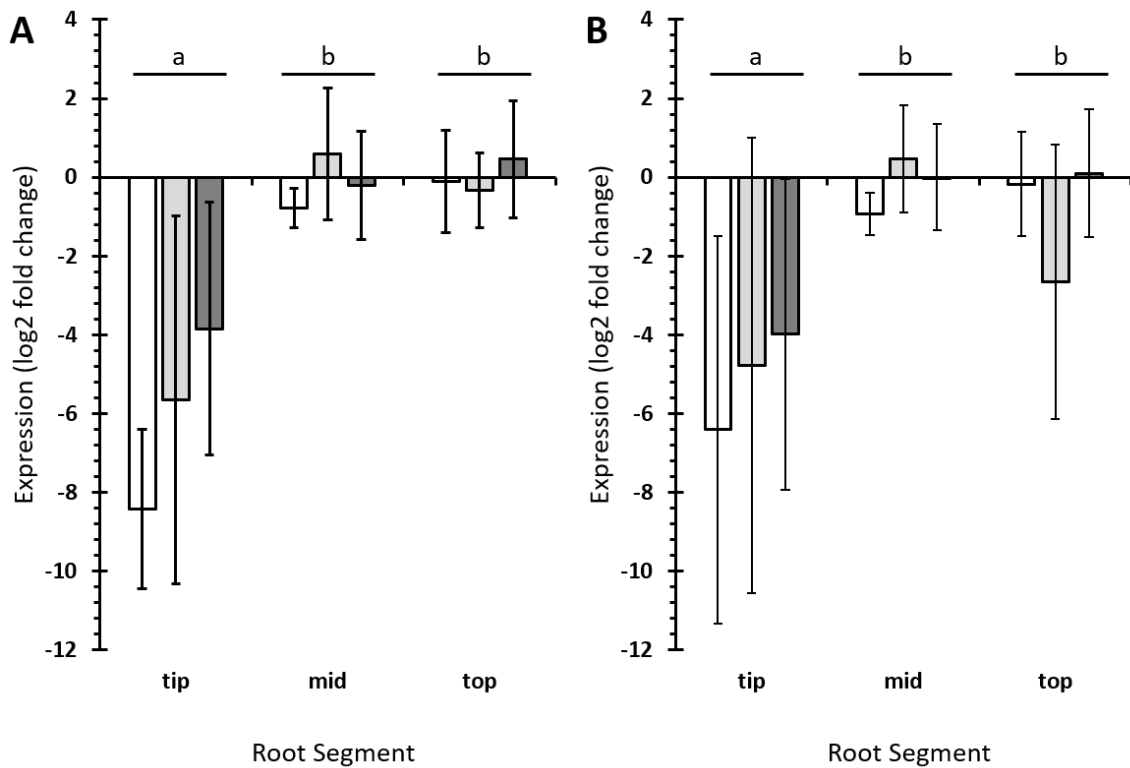 A
4
2
0
-2
-4
-6
-8
-10
-12
Expression (log2 fold change)
a
b
b
tip
mid
top
Root Segment
B
4
2
0
-2
-4
-6
-8
-10
-12
Expression (log2 fold change)
a
b
b
tip
mid
top
Root Segment